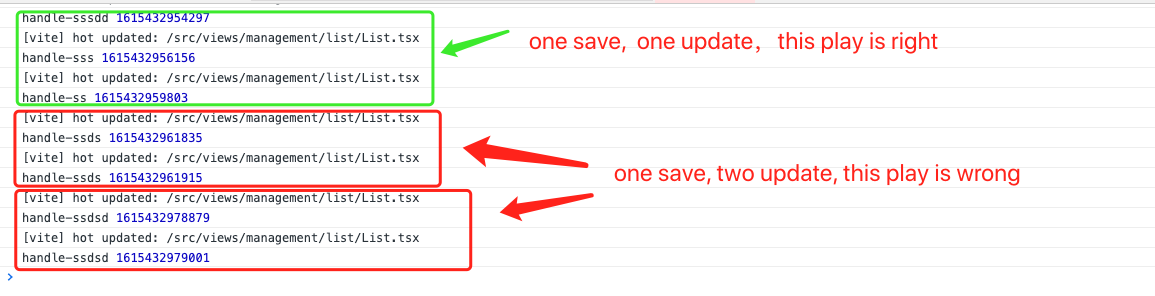 handle-sssdd 1615432954297
[vite] hot updated: /src/views/management/list/List.tsx
one save, one update， this play is right
handle-sss 1615432956156
[vite] hot updated: /src/views/management/list/List.tsx
handle-ss 1615432959803
[vite] hot updated: /src/views/management/list/List.tsx
handle-ssds 1615432961835
[vite] hot updated: /src/views/management/list/List.tsx
one save, two update, this play is wrong
handle-ssds 1615432961915
[vite] hot updated: /src/views/management/list/List.tsx
handle-ssdsd 1615432978879
[vite] hot updated: /src/views/management/list/List.tsx
handle-ssdsd 1615432979001